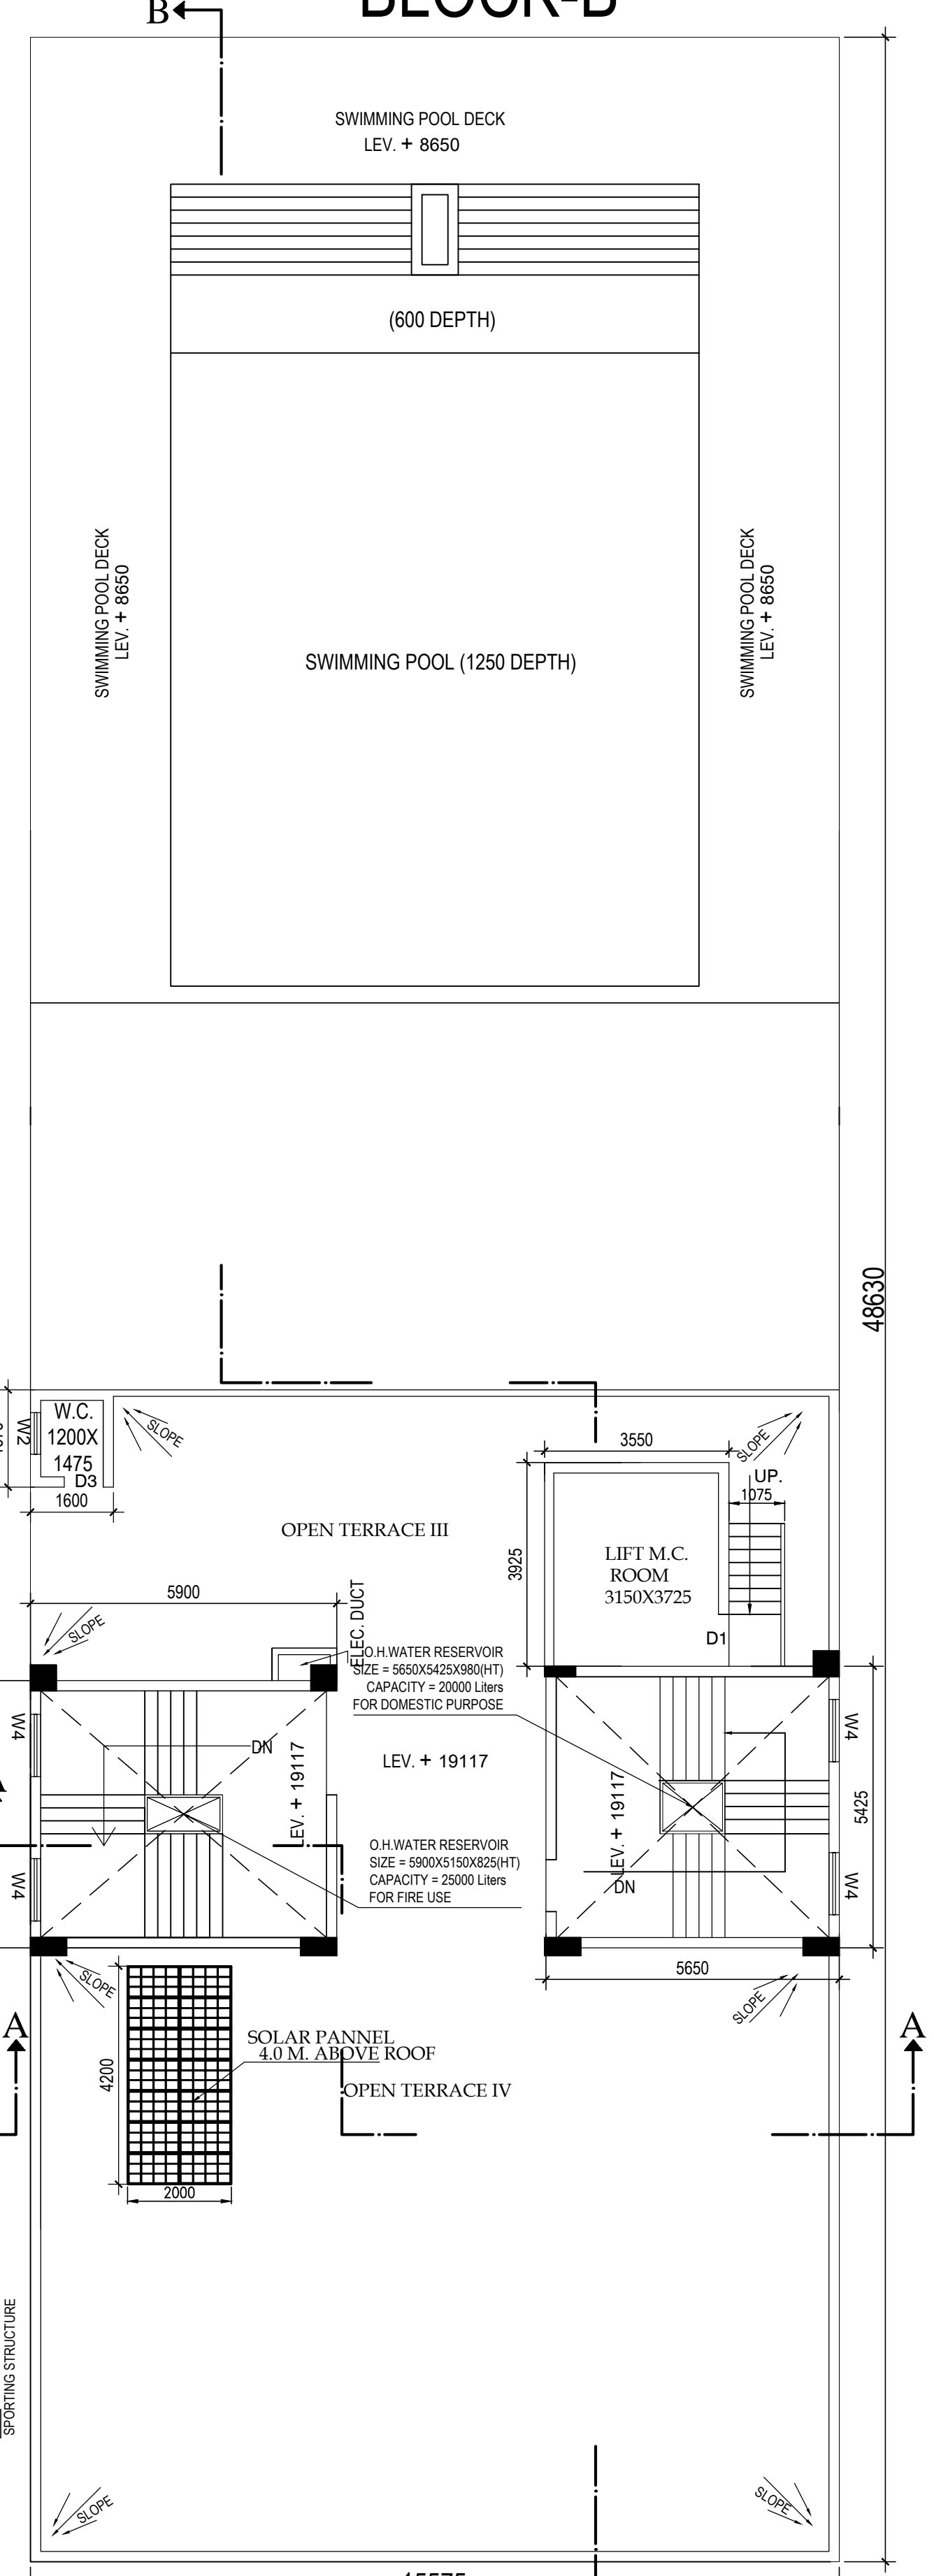 BLOCK-B
B
SWIMMING POOL DECK
LEV. + 8650
(600 DEPTH)
SWIMMING POOL DECK
LEV. + 8650
SWIMMING POOL DECK
LEV. + 8650
SWIMMING POOL (1250 DEPTH)
48630
W.C.
1200X
1475
D3
W2
1600
SLOPE
SLOPE
3550
UP.
1075
OPEN TERRACE III
3925
LIFT M.C.
ROOM
3150X3725
D1
5900
SLOPE
ELEC. DUCT
O.H.WATER RESERVOIR
SIZE = 5650X5425X980(HT)
CAPACITY = 20000 Liters
FOR DOMESTIC PURPOSE
W4
DN
LEV. + 19117
LEV. + 19117
LEV. + 19117
W4
5425
O.H.WATER RESERVOIR
SIZE = 5900X5150X825(HT)
CAPACITY = 25000 Liters
FOR FIRE USE
W4
DN
W4
5650
SLOPE
SLOPE
A
A
SOLAR PANNEL
4.0 M. ABOVE ROOF
4200
OPEN TERRACE IV
2000
SPORTING STRUCTURE
SLOPE
SLOPE